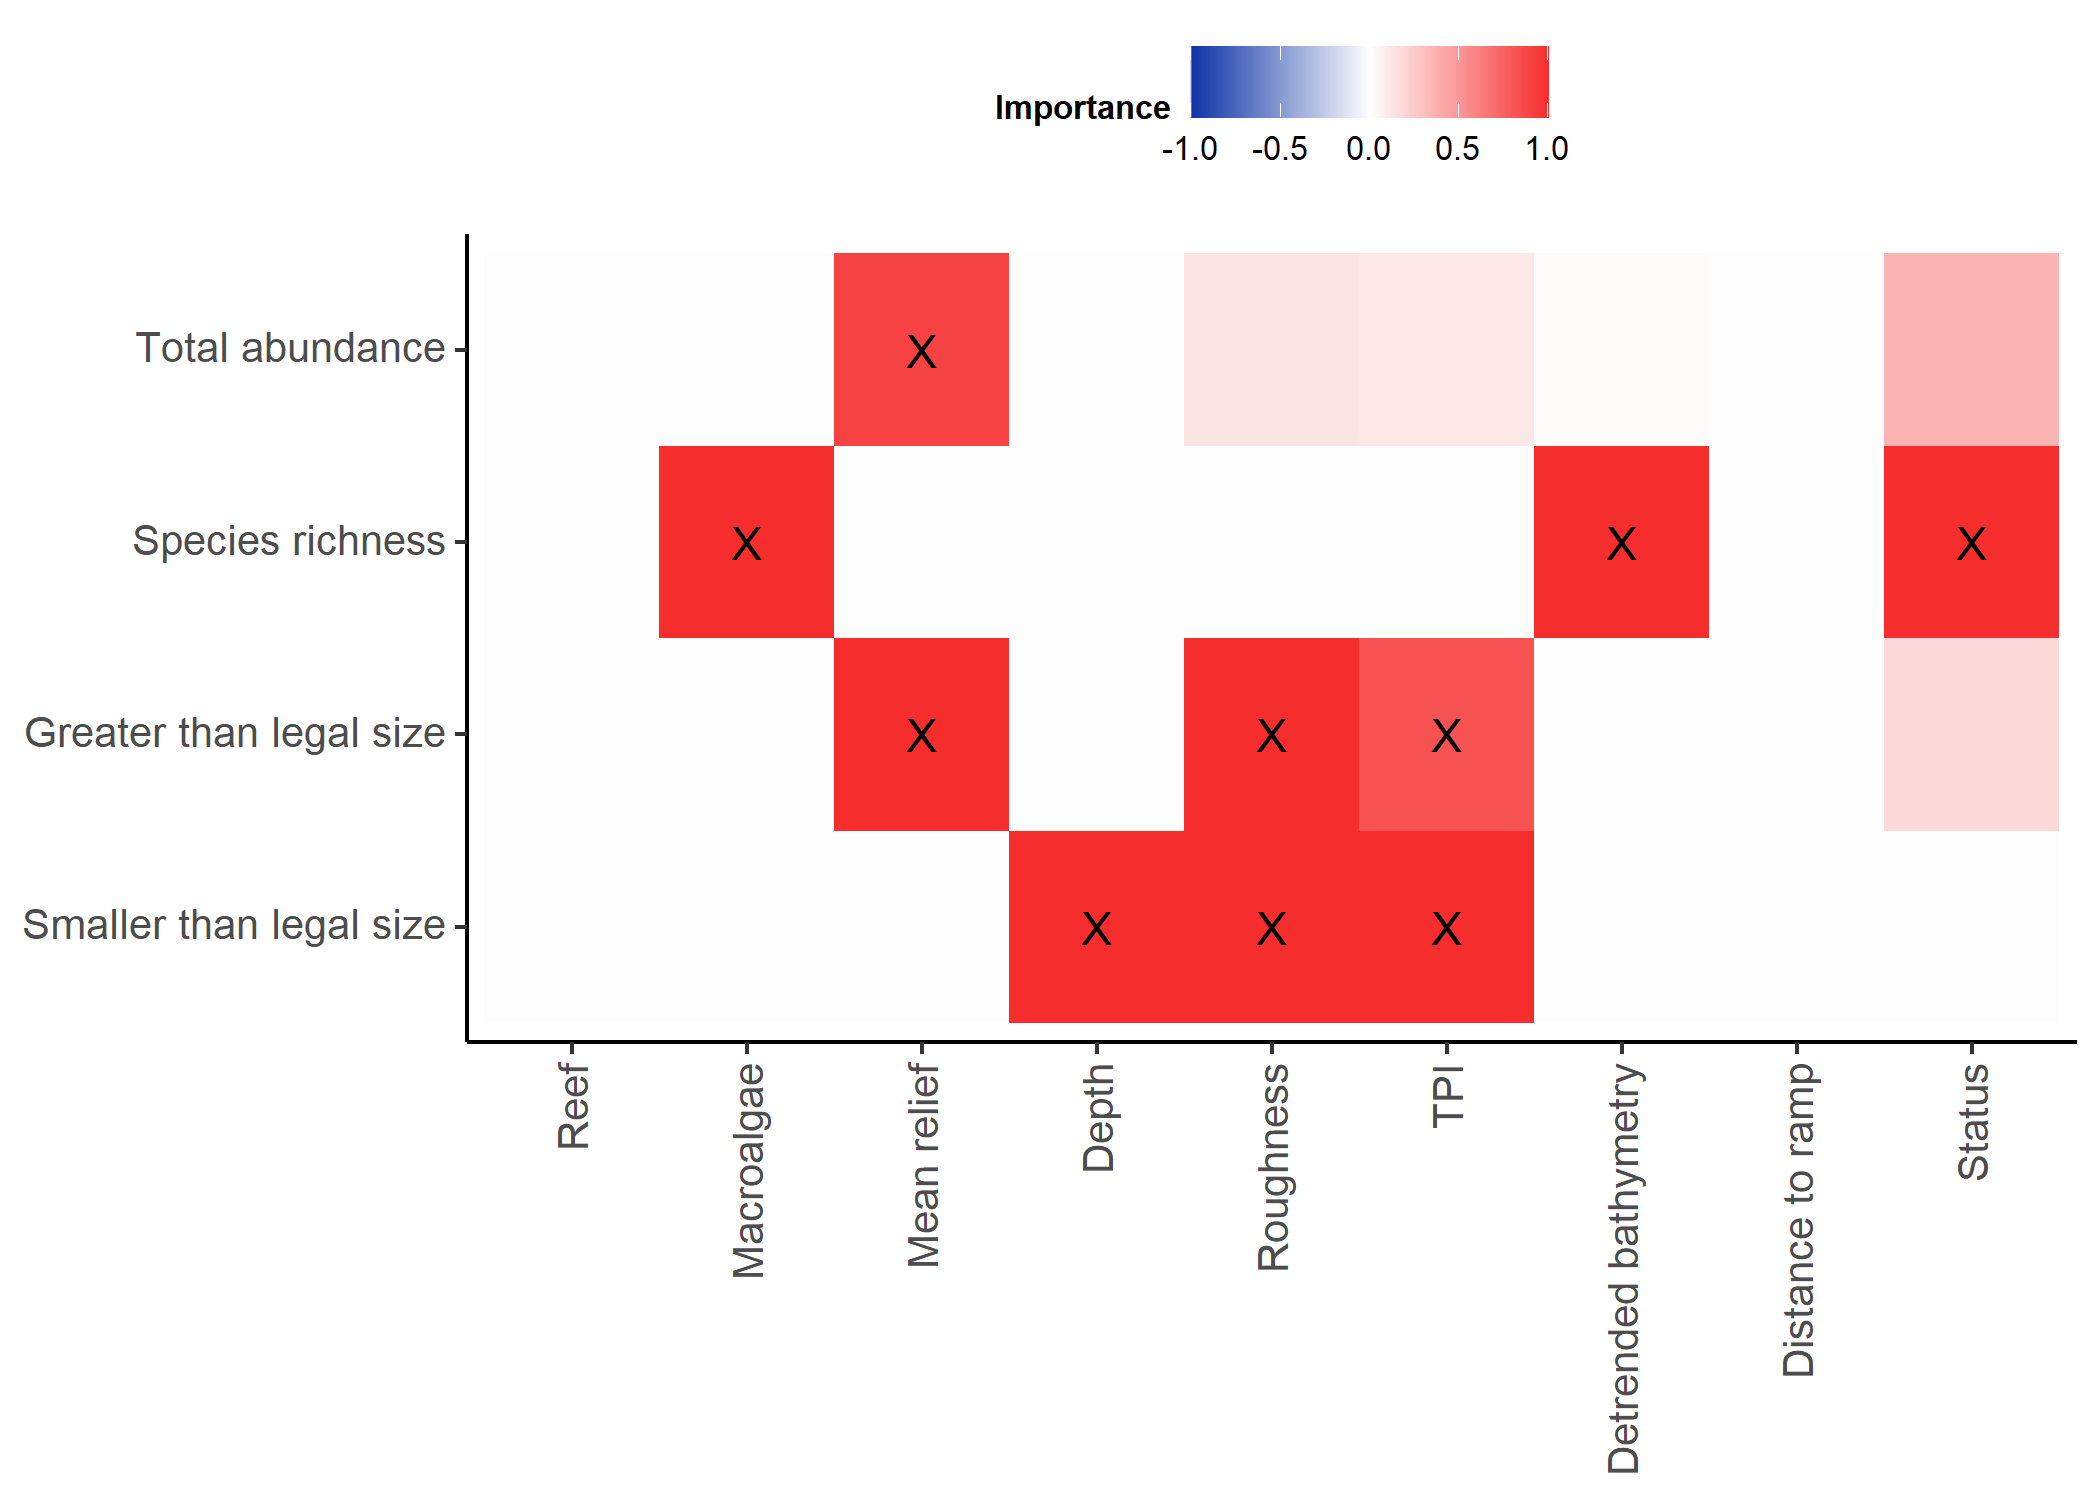 Importance
-1.0 -0.5 0.0 0.5 1.0
Total abundance
X
Species richness
X X X
Greater than legal size
X X X
Smaller than legal size
X X X
Reef
Macroalgae
Mean relief
Depth
Roughness
TPI
Detrended bathymetry
Distance to ramp
Status